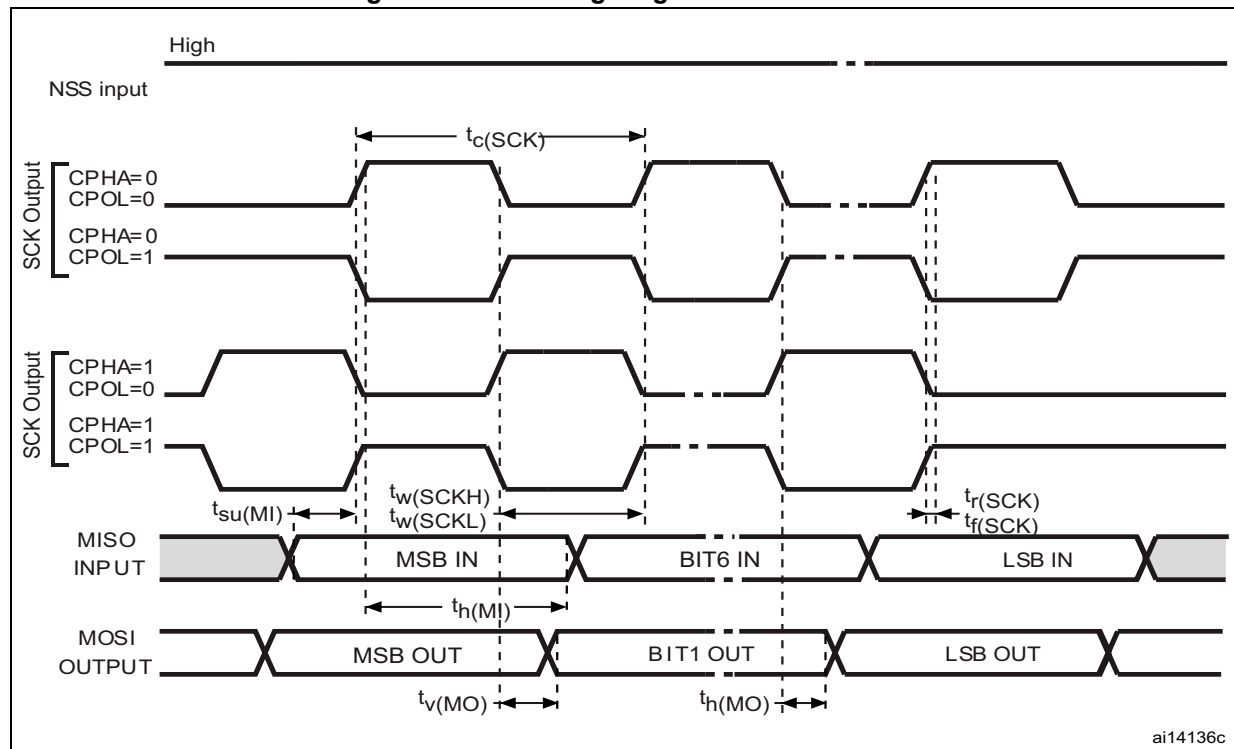 High
NSS input
tc(SCK)
SCK Output
CPHA=0
CPOL=0
CPHA=0
CPOL=1
SCK Output
CPHA=1
CPOL=0
CPHA=1
CPOL=1
tsu(MI)
tw(SCKH)
tw(SCKL)
tr(SCK)
tf(SCK)
MISO
INPUT
MSB IN
BIT6 IN
LSB IN
th(MI)
MOSI
OUTPUT
MSB OUT
BIT1 OUT
LSB OUT
tv(MO)
th(MO)
ai14136c